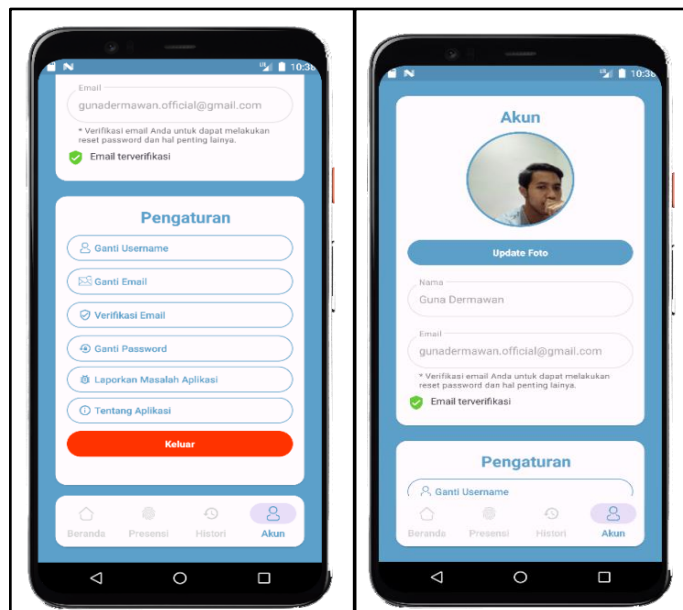 10:38
Email
gunadermawan.official@gmail.com
* Verifikasi email Anda untuk dapat melakukan
reset password dan hal penting lainya.
Email terverifikasi
Pengaturan
Ganti Username
Ganti Email
Verifikasi Email
Ganti Password
Laporkan Masalah Aplikasi
Tentang Aplikasi
Keluar
Beranda Presensi Histori Akun
10:38
Akun
Update Foto
Nama
Guna Dermawan
Email
gunadermawan.official@gmail.com
* Verifikasi email Anda untuk dapat melakukan
reset password dan hal penting lainya.
Email terverifikasi
Pengaturan
Ganti Username
Beranda Presensi Histori Akun